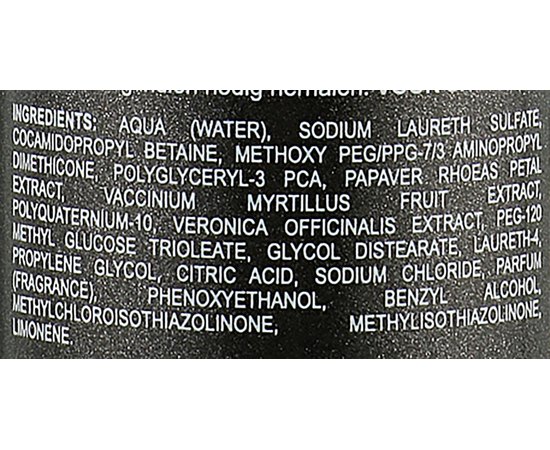 nodig herhalen.
INGREDIENTS: AQUA (WATER), SODIUM LAURETH SULFATE,
COCAMIDOPROPYL BETAINE, METHOXY PEG/PPG-7/3 AMINOPROPYL
DIMETHICONE, POLYGLYCERYL-3 PCA, PAPAVER RHOEAS PETAL
EXTRACT, VACCINIUM MYRTILLUS FRUIT EXTRACT,
POLYQUATERNIUM-10, VERONICA OFFICINALIS EXTRACT, PEG-120
METHYL GLUCOSE TRIOLEATE, GLYCOL DISTEARATE, LAURETH-4,
PROPYLENE GLYCOL, CITRIC ACID, SODIUM CHLORIDE, PARFUM
(FRAGRANCE), PHENOXYETHANOL, BENZYL ALCOHOL,
METHYLCHLOROISOTHIAZOLINONE, METHYLISOTHIAZOLINONE,
LIMONENE.